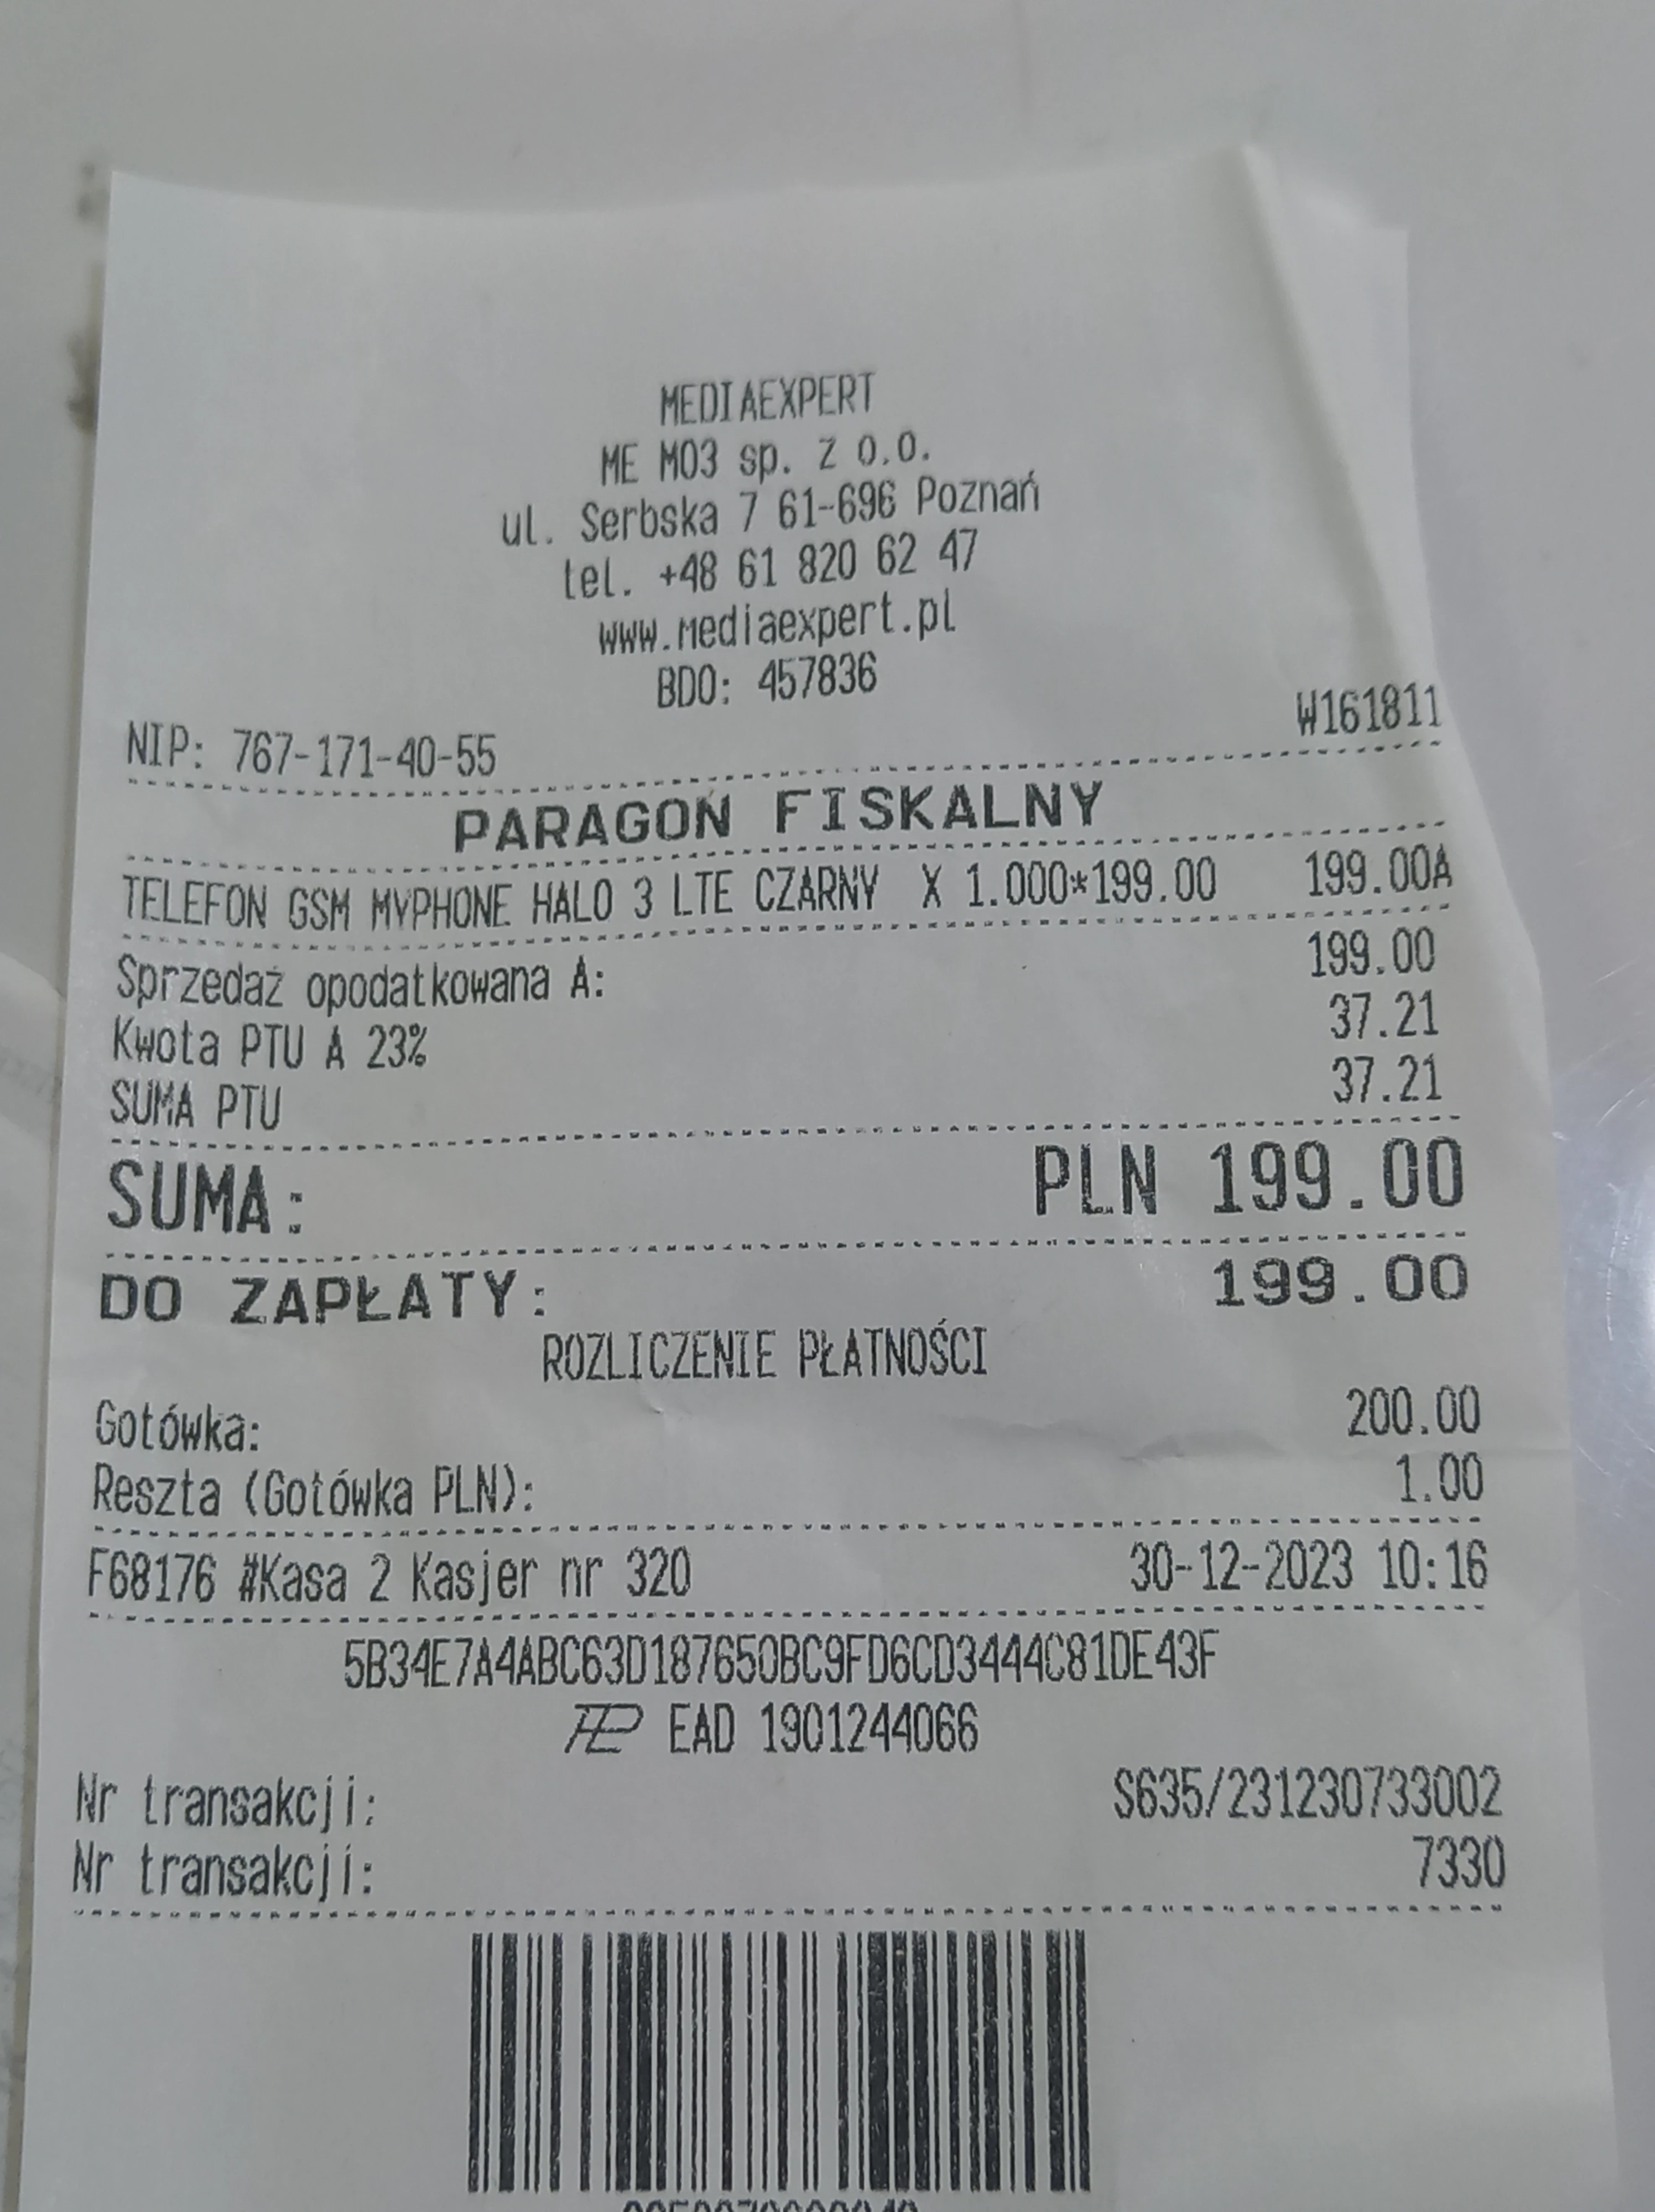 MEDIAEXPERT
ME M03 sp. z o.o.
ul. Serbska 7 61-696 Poznań
tel. +48 61 820 62 47
www.mediaexpert.pl
BDO: 457836
NIP: 767-171-40-55 W161811
PARAGON FISKALNY
TELEFON GSM MYPHONE HALO 3 LTE CZARNY X 1.000*199.00 199.00A
Sprzedaż opodatkowana A: 199.00
Kwota PTU A 23% 37.21
SUMA PTU 37.21
SUMA: PLN 199.00
DO ZAPŁATY: 199.00
ROZLICZENIE PŁATNOŚCI
Gotówka: 200.00
Reszta (Gotówka PLN): 1.00
F68176 #Kasa 2 Kasjer nr 320 30-12-2023 10:16
5B34E7A4ABC63D187650BC9FD6CD3444C81DE43F
EAD 1901244066
Nr transakcji: S635/231230733002
Nr transakcji: 7330